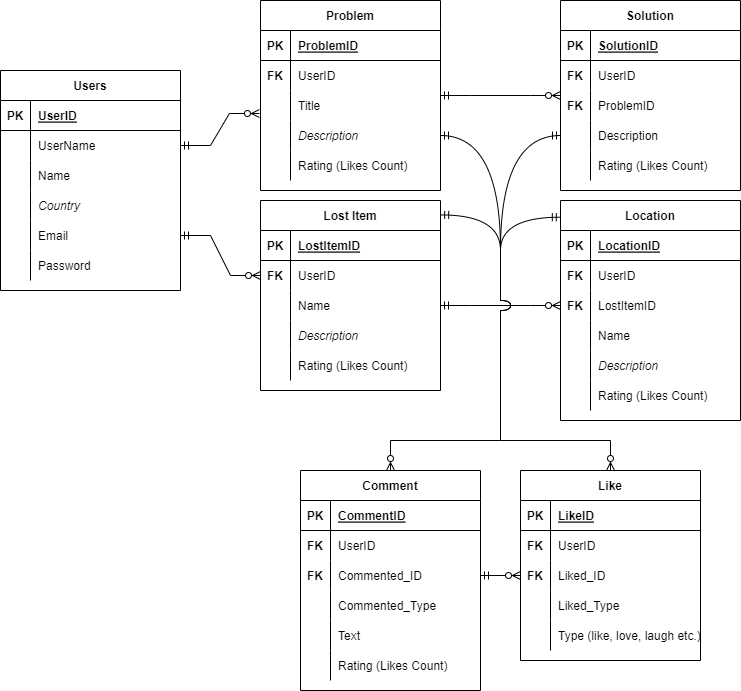 Users
PK UserID
UserName
Name
Country
Email
Password
Problem
PK ProblemID
FK UserID
Title
Description
Rating (Likes Count)
Solution
PK SolutionID
FK UserID
FK ProblemID
Description
Rating (Likes Count)
Lost Item
PK LostItemID
FK UserID
Name
Description
Rating (Likes Count)
Location
PK LocationID
UserID
FK LostItemID
Name
Description
Rating (Likes Count)
Comment
PK CommentID
FK UserID
FK Commented_ID
Commented_Type
Text
Rating (Likes Count)
Like
PK LikeID
FK UserID
FK Liked_ID
Liked_Type
Type (like, love, laugh etc.)